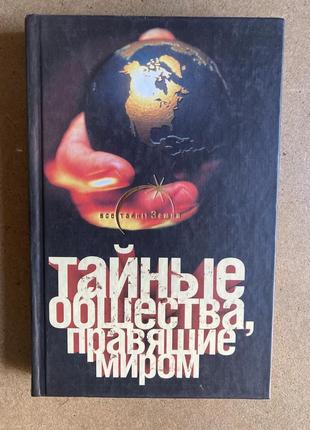 все тайны Земли
тайные
общества,
правящие
миром